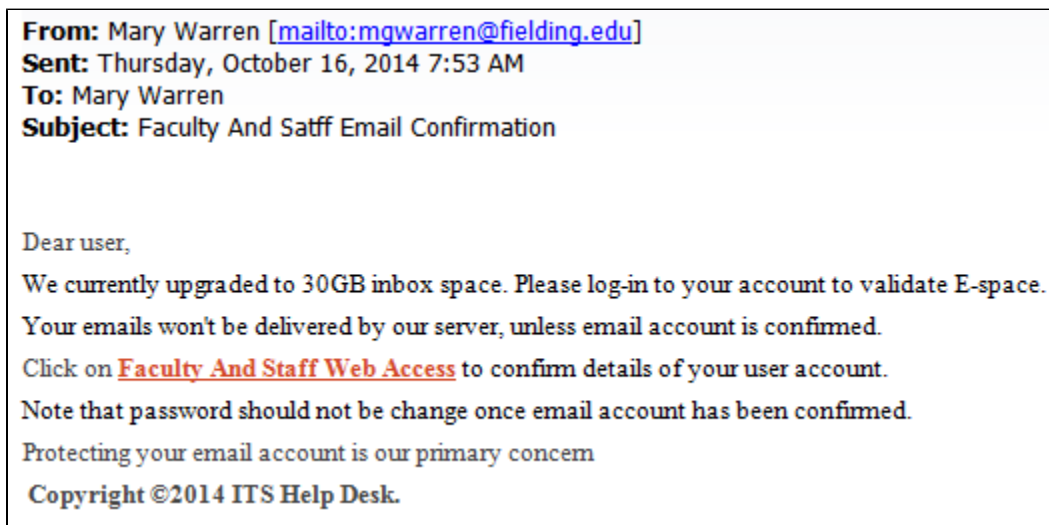 From: Mary Warren [mailto:mgwarren@fielding.edu]
Sent: Thursday, October 16, 2014 7:53 AM
To: Mary Warren
Subject: Faculty And Satff Email Confirmation
Dear user,
We currently upgraded to 30GB inbox space. Please log-in to your account to validate E-space.
Your emails won't be delivered by our server, unless email account is confirmed.
Click on Faculty And Staff Web Access to confirm details of your user account.
Note that password should not be change once email account has been confirmed.
Protecting your email account is our primary concern
Copyright ©2014 ITS Help Desk.